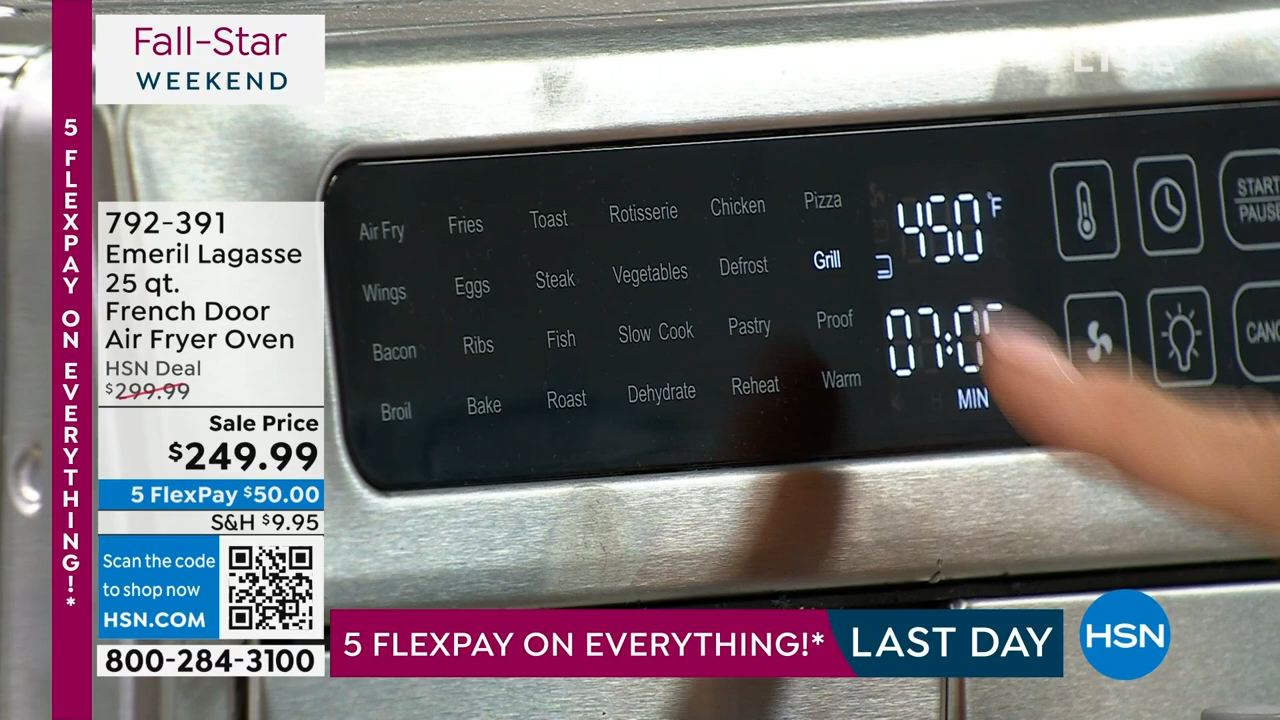 Fall-Star
WEEKEND
5 FLEXPAY ON EVERYTHING!*
792-391
Emeril Lagasse
25 qt.
French Door
Air Fryer Oven
HSN Deal
$299.99
Sale Price
$249.99
5 FlexPay $50.00
S&H $9.95
Scan the code
to shop now
HSN.COM
800-284-3100
Air Fry Fries Toast Rotisserie Chicken Pizza
Wings Eggs Steak Vegetables Defrost Grill
Bacon Ribs Fish Slow Cook Pastry Proof
Broil Bake Roast Dehydrate Reheat Warm
450 °F
MIN
START
PAUSE
5 FLEXPAY ON EVERYTHING!*
LAST DAY
HSN